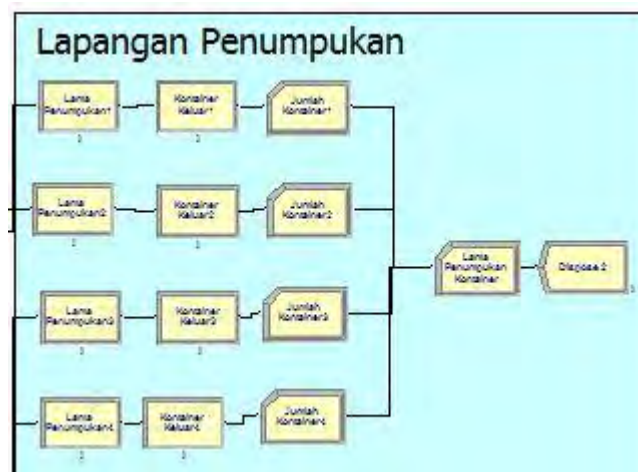 Lapangan Penumpukan
Lama
Penumpukan1
Kontainer
Keluar1
Jumlah
Kontainer1
Lama
Penumpukan2
Kontainer
Keluar2
Jumlah
Kontainer2
Lama
Penumpukan
Kontainer
Dispose 2
Lama
Penumpukan3
Kontainer
Keluar3
Jumlah
Kontainer3
Lama
Penumpukan4
Kontainer
Keluar4
Jumlah
Kontainer4